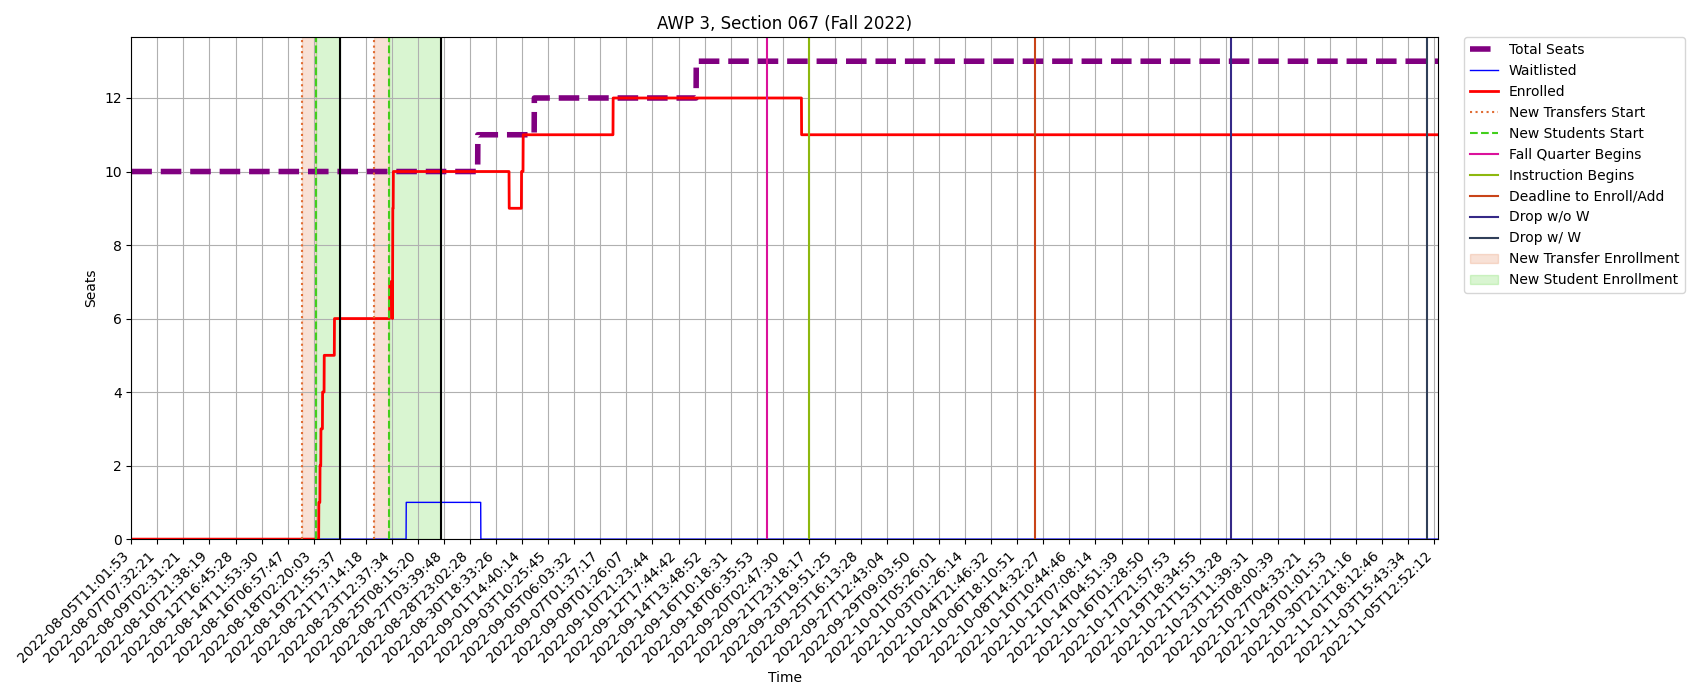 AWP 3, Section 067 (Fall 2022)
Total Seats
Waitlisted
Enrolled
New Transfers Start
New Students Start
Fall Quarter Begins
Instruction Begins
Deadline to Enroll/Add
Drop w/o W
Drop w/ W
New Transfer Enrollment
New Student Enrollment
Seats
12
10
8
6
4
2
0
2022-08-05T11:01:53
2022-08-07T07:32:21
2022-08-09T02:31:21
2022-08-10T21:38:19
2022-08-12T16:45:28
2022-08-14T11:53:30
2022-08-16T06:57:47
2022-08-18T02:20:03
2022-08-19T21:55:37
2022-08-21T17:14:18
2022-08-23T12:37:34
2022-08-25T08:15:20
2022-08-27T03:39:48
2022-08-28T23:02:28
2022-08-30T18:33:26
2022-09-01T14:40:14
2022-09-03T10:25:45
2022-09-05T06:03:32
2022-09-07T01:37:17
2022-09-09T01:26:07
2022-09-10T21:23:44
2022-09-12T17:44:42
2022-09-14T13:48:52
2022-09-16T10:18:31
2022-09-18T06:35:53
2022-09-20T02:47:30
2022-09-21T23:18:17
2022-09-23T19:51:25
2022-09-25T16:13:28
2022-09-27T12:43:04
2022-09-29T09:03:50
2022-10-01T05:26:01
2022-10-03T01:26:14
2022-10-04T21:46:32
2022-10-06T18:10:51
2022-10-08T14:32:27
2022-10-10T10:44:46
2022-10-12T07:08:14
2022-10-14T04:51:39
2022-10-16T01:28:50
2022-10-17T21:57:53
2022-10-19T18:34:55
2022-10-21T15:13:28
2022-10-23T11:39:31
2022-10-25T08:00:39
2022-10-27T04:33:21
2022-10-29T01:01:53
2022-10-30T21:21:16
2022-11-01T18:12:46
2022-11-03T15:43:34
2022-11-05T12:52:12
Time